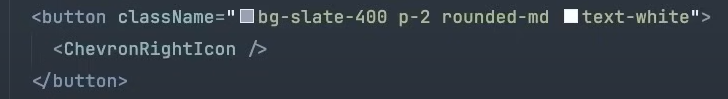 <button className="bg-slate-400 p-2 rounded-md text-white">
<ChevronRightIcon />
</button>